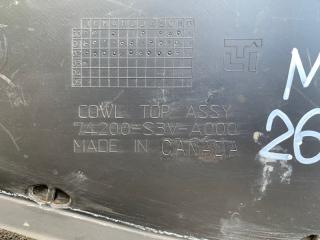 COWL TOP ASSY
74200-S3V-A000
MADE IN CANADA
M
26